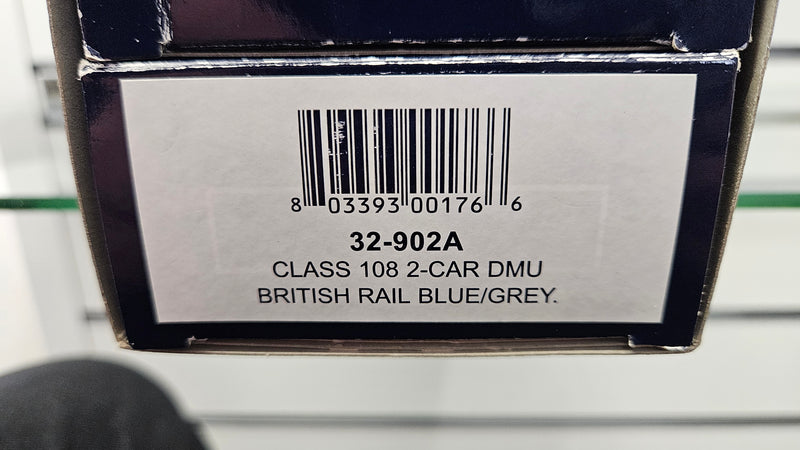 8 03393 00176 6
32-902A
CLASS 108 2-CAR DMU
BRITISH RAIL BLUE/GREY.